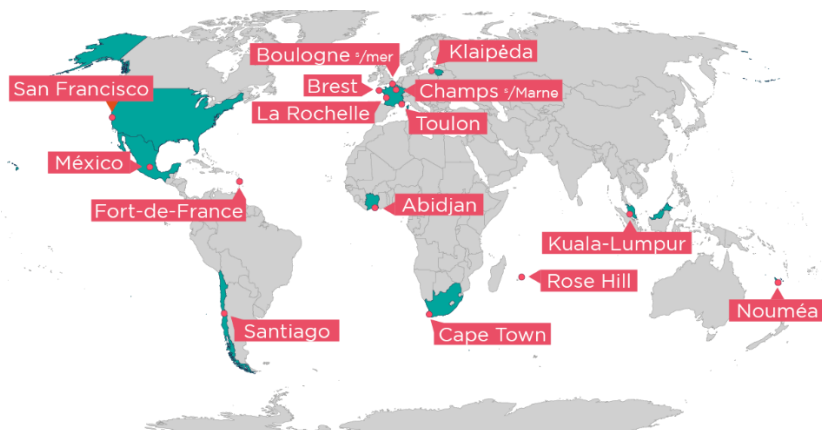 Boulogne s/mer
Klaipėda
San Francisco
Brest
Champs s/Marne
La Rochelle
Toulon
México
Fort-de-France
Abidjan
Kuala-Lumpur
Rose Hill
Nouméa
Santiago
Cape Town